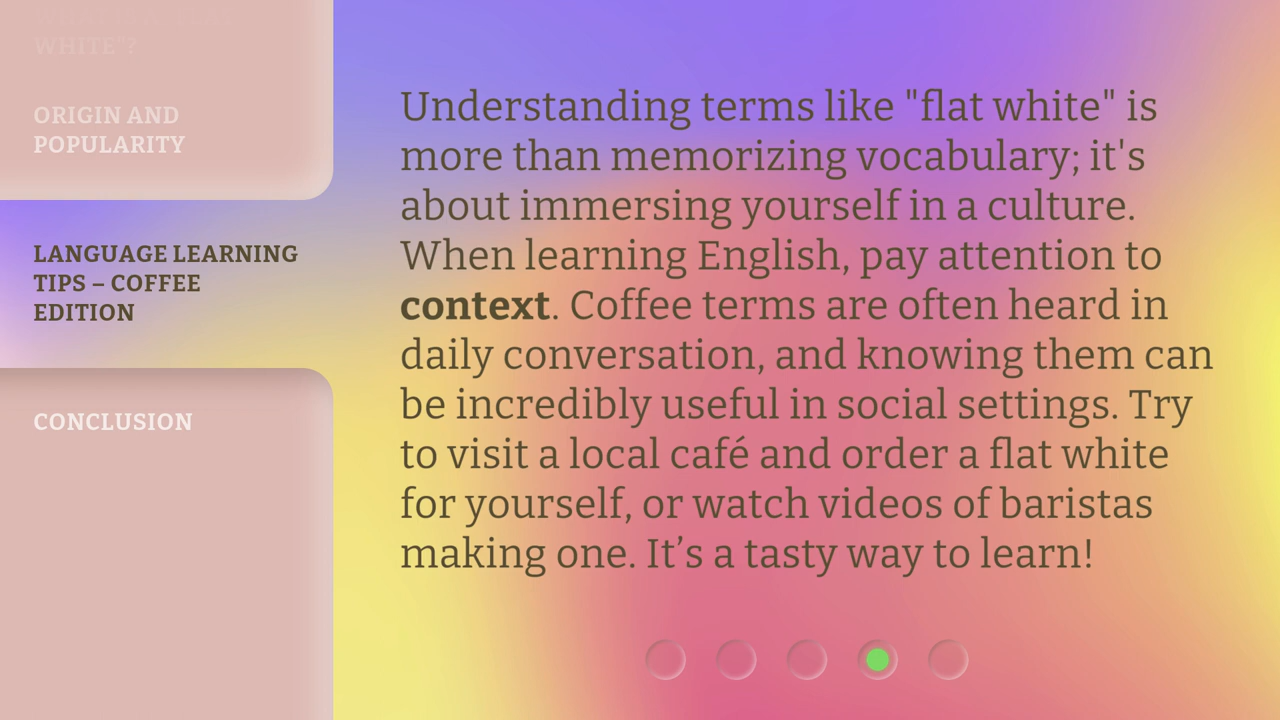 WHAT IS A "FLAT
WHITE"?
ORIGIN AND
POPULARITY
LANGUAGE LEARNING
TIPS – COFFEE
EDITION
CONCLUSION
Understanding terms like "flat white" is
more than memorizing vocabulary; it's
about immersing yourself in a culture.
When learning English, pay attention to
context. Coffee terms are often heard in
daily conversation, and knowing them can
be incredibly useful in social settings. Try
to visit a local café and order a flat white
for yourself, or watch videos of baristas
making one. It’s a tasty way to learn!